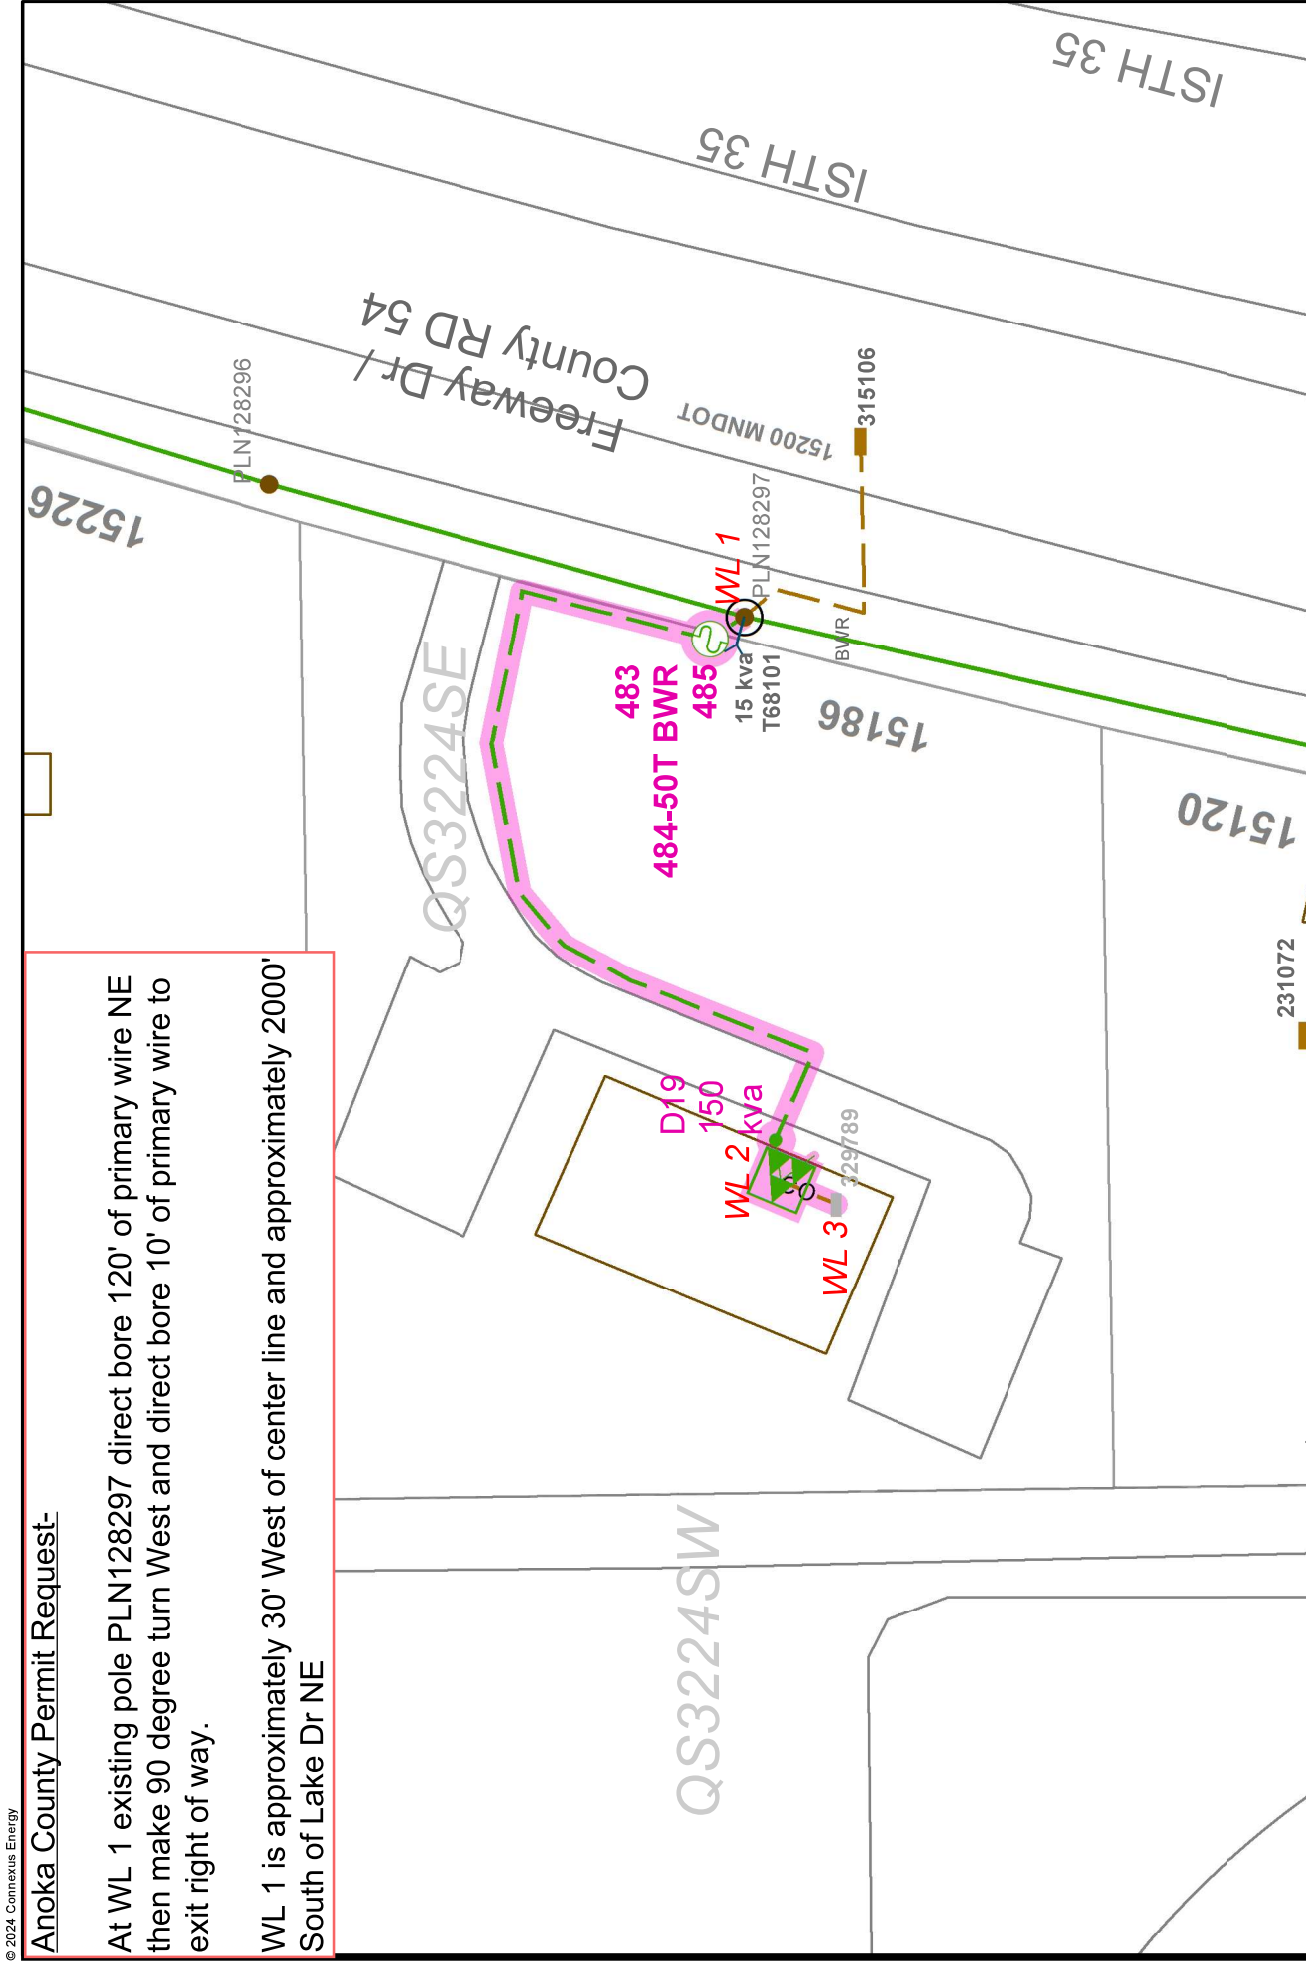 © 2024 Connexus Energy
Anoka County Permit Request-
At WL 1 existing pole PLN128297 direct bore 120' of primary wire NE
then make 90 degree turn West and direct bore 10' of primary wire to
exit right of way.
WL 1 is approximately 30' West of center line and approximately 2000'
South of Lake Dr NE
15226
PLN128296
Freeway Dr /
County RD 54
ISTH 35
ISTH 35
15200 MNDOT
315106
WL 1
PLN128297
BWR
15 kva
T68101
483
484-50T BWR
485
15186
15120
QS3224SE
231072
D19
150
kva
WL 2
329789
WL 3
CO
QS3224SW